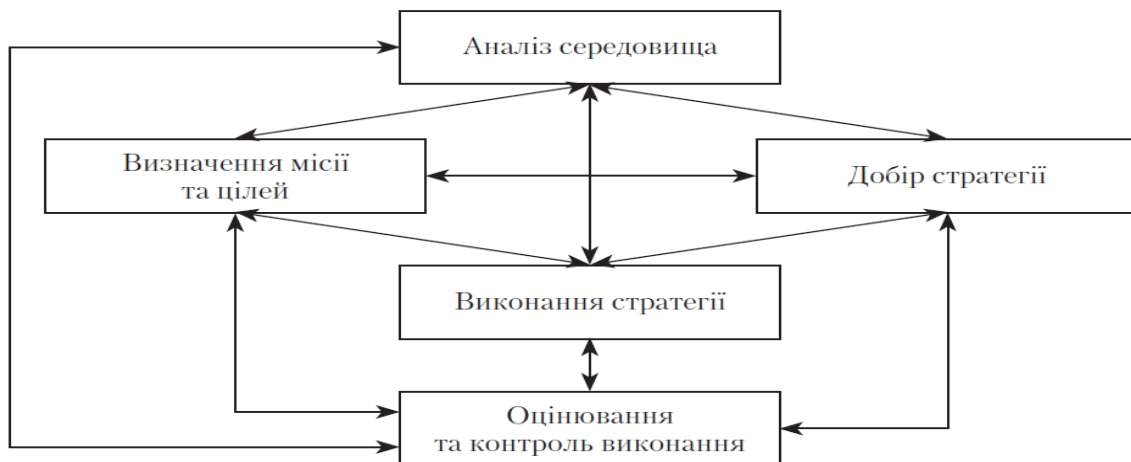 Аналіз середовища
Визначення місії
та цілей
Добір стратегії
Виконання стратегії
Оцінювання
та контроль виконання